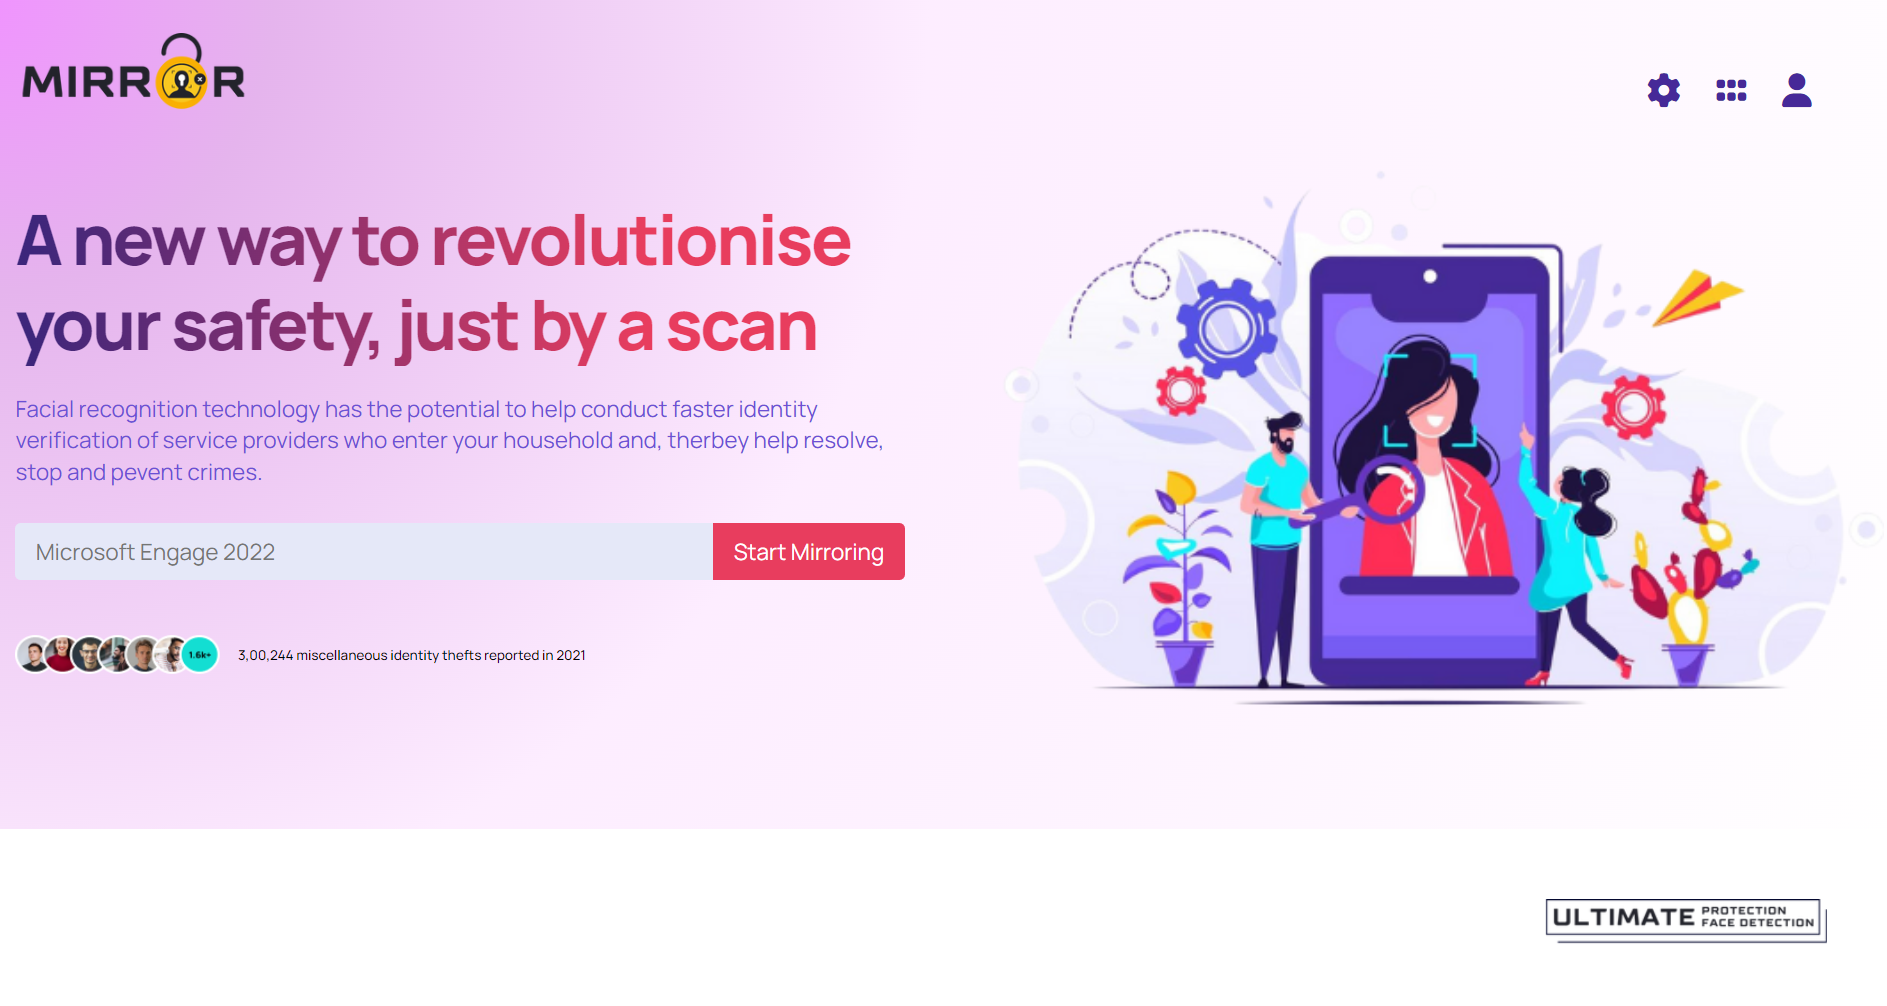 MIRROR
A new way to revolutionise
your safety, just by a scan
Facial recognition technology has the potential to help conduct faster identity
verification of service providers who enter your household and, therbey help resolve,
stop and pevent crimes.
Microsoft Engage 2022
Start Mirroring
1.6k+
3,00,244 miscellaneous identity thefts reported in 2021
ULTIMATE PROTECTION
FACE DETECTION